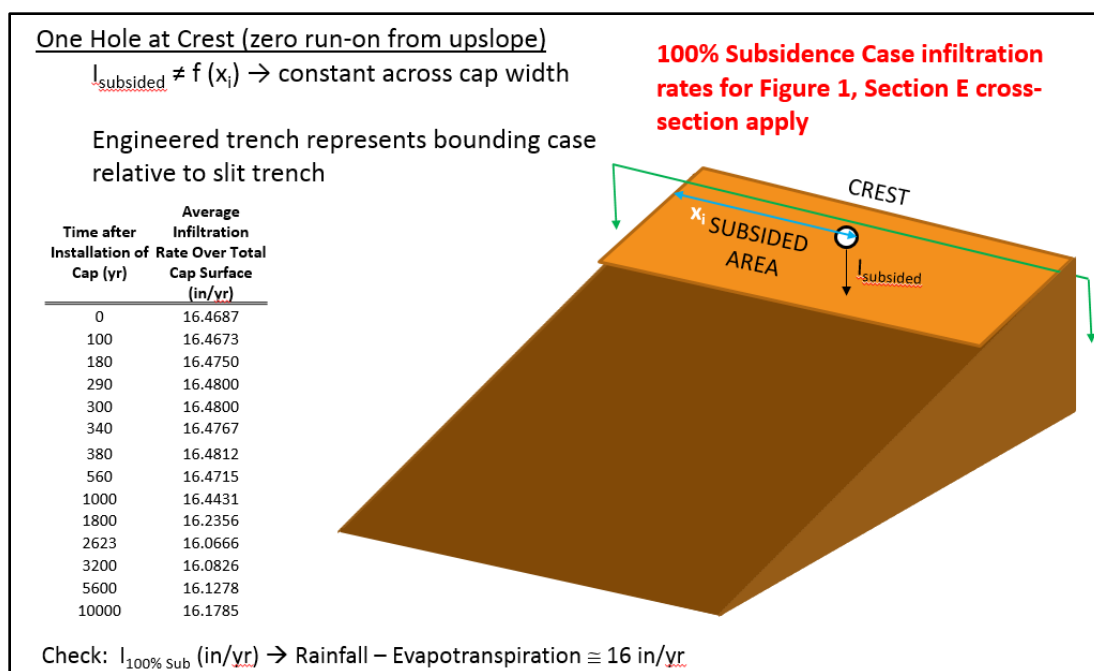 One Hole at Crest (zero run-on from upslope)
I_subsided ≠ f (x_i) → constant across cap width
100% Subsidence Case infiltration
rates for Figure 1, Section E cross-
section apply
Engineered trench represents bounding case
relative to slit trench
Time after
Installation of
Cap (yr)
Average
Infiltration
Rate Over Total
Cap Surface
(in/yr)
0 16.4687
100 16.4673
180 16.4750
290 16.4800
300 16.4800
340 16.4767
380 16.4812
560 16.4715
1000 16.4431
1800 16.2356
2623 16.0666
3200 16.0826
5600 16.1278
10000 16.1785
CREST
x_i
SUBSIDED
AREA
I_subsided
Check: I_100% Sub (in/yr) → Rainfall – Evapotranspiration ≅ 16 in/yr